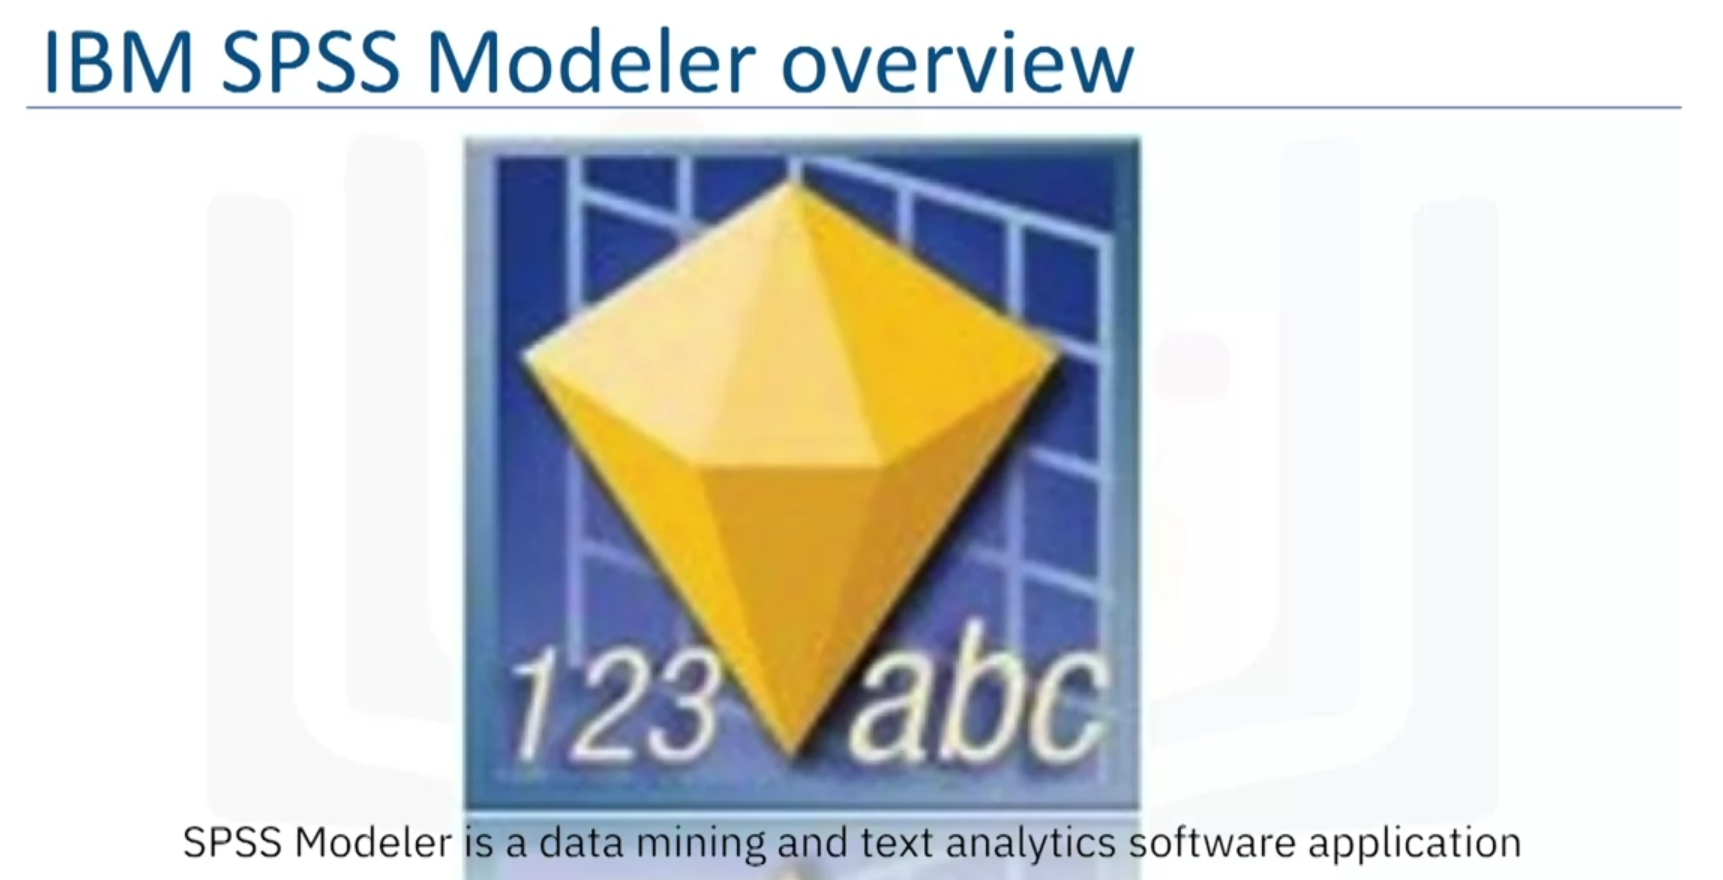 IBM SPSS Modeler overview
123 abc
SPSS Modeler is a data mining and text analytics software application